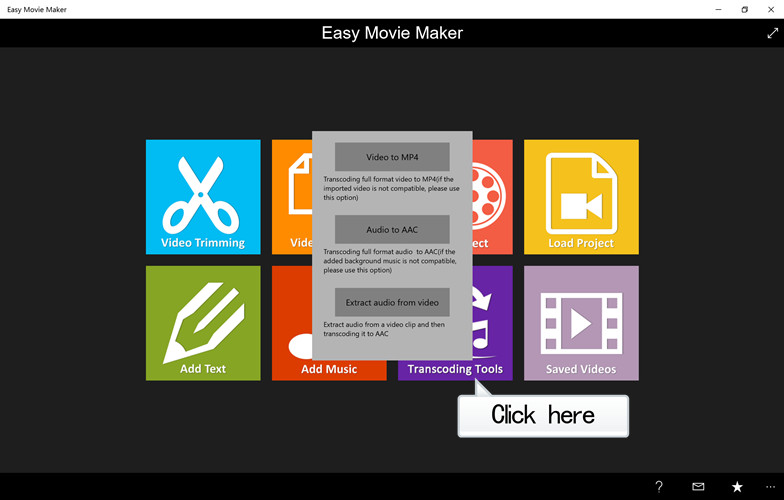 Easy Movie Maker
Easy Movie Maker
Video to MP4
Transcoding full format video to MP4(if the
imported video is not compatible, please use
this option)
Audio to AAC
Transcoding full format audio to AAC(if the
added background music is not compatible,
please use this option)
Extract audio from video
Extract audio from a video clip and then
transcoding it to AAC
Video Trimming
Load Project
Add Text
Add Music
Transcoding Tools
Saved Videos
Click here
?
...